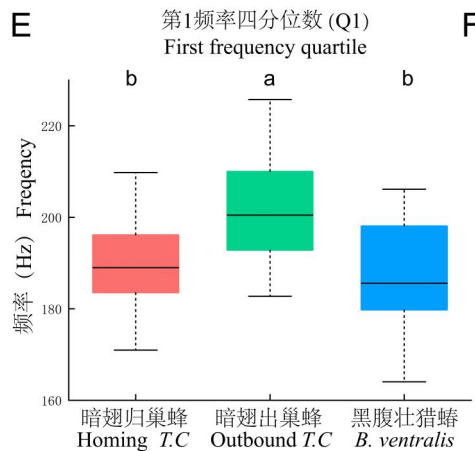 E
第1频率四分位数 (Q1)
F
First frequency quartile
b
a
b
220
200
180
160
频率 (Hz) Freqency
暗翅归巢蜂
暗翅出巢蜂
黑腹壮猎蝽
Homing T.C
Outbound T.C
B. ventralis